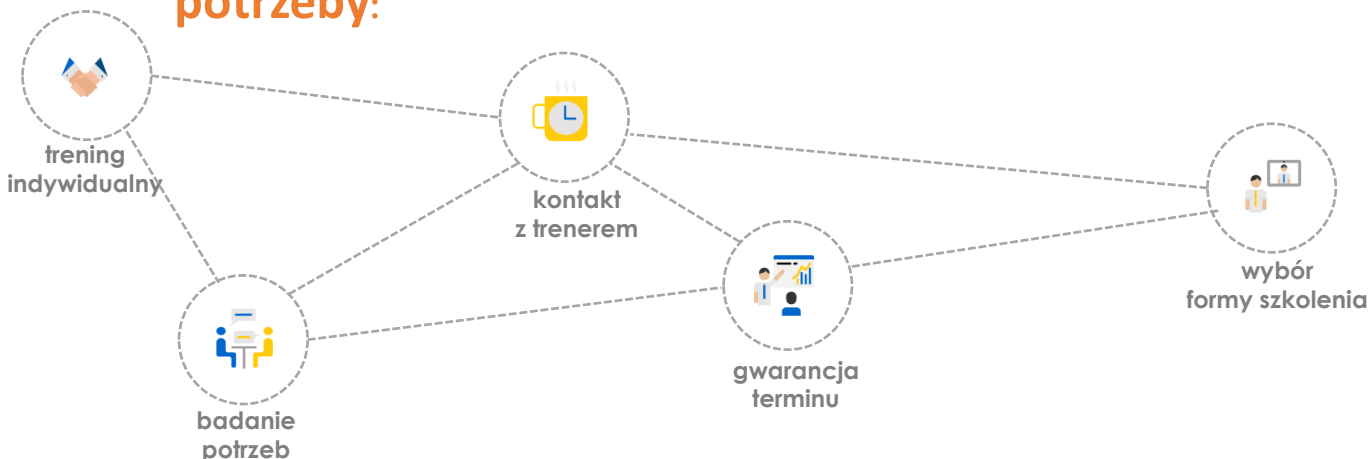 potrzeby:
trening
indywidualny
kontakt
z trenerem
wybór
formy szkolenia
gwarancja
terminu
badanie
potrzeb